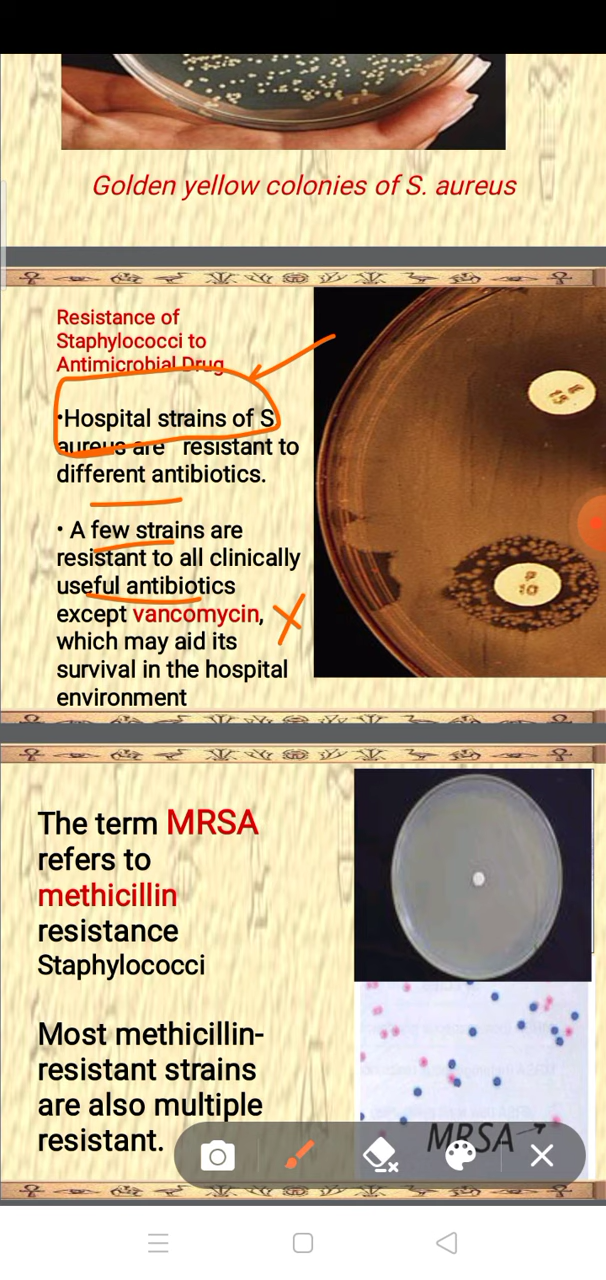 Golden yellow colonies of S. aureus
Resistance of
Staphylococci to
Antimicrobial Drug
•Hospital strains of S
aureus are resistant to
different antibiotics.
• A few strains are
resistant to all clinically
useful antibiotics
except vancomycin,
which may aid its
survival in the hospital
environment
P
10
The term MRSA
refers to
methicillin
resistance
Staphylococci
Most methicillin-
resistant strains
are also multiple
resistant.
MRSA